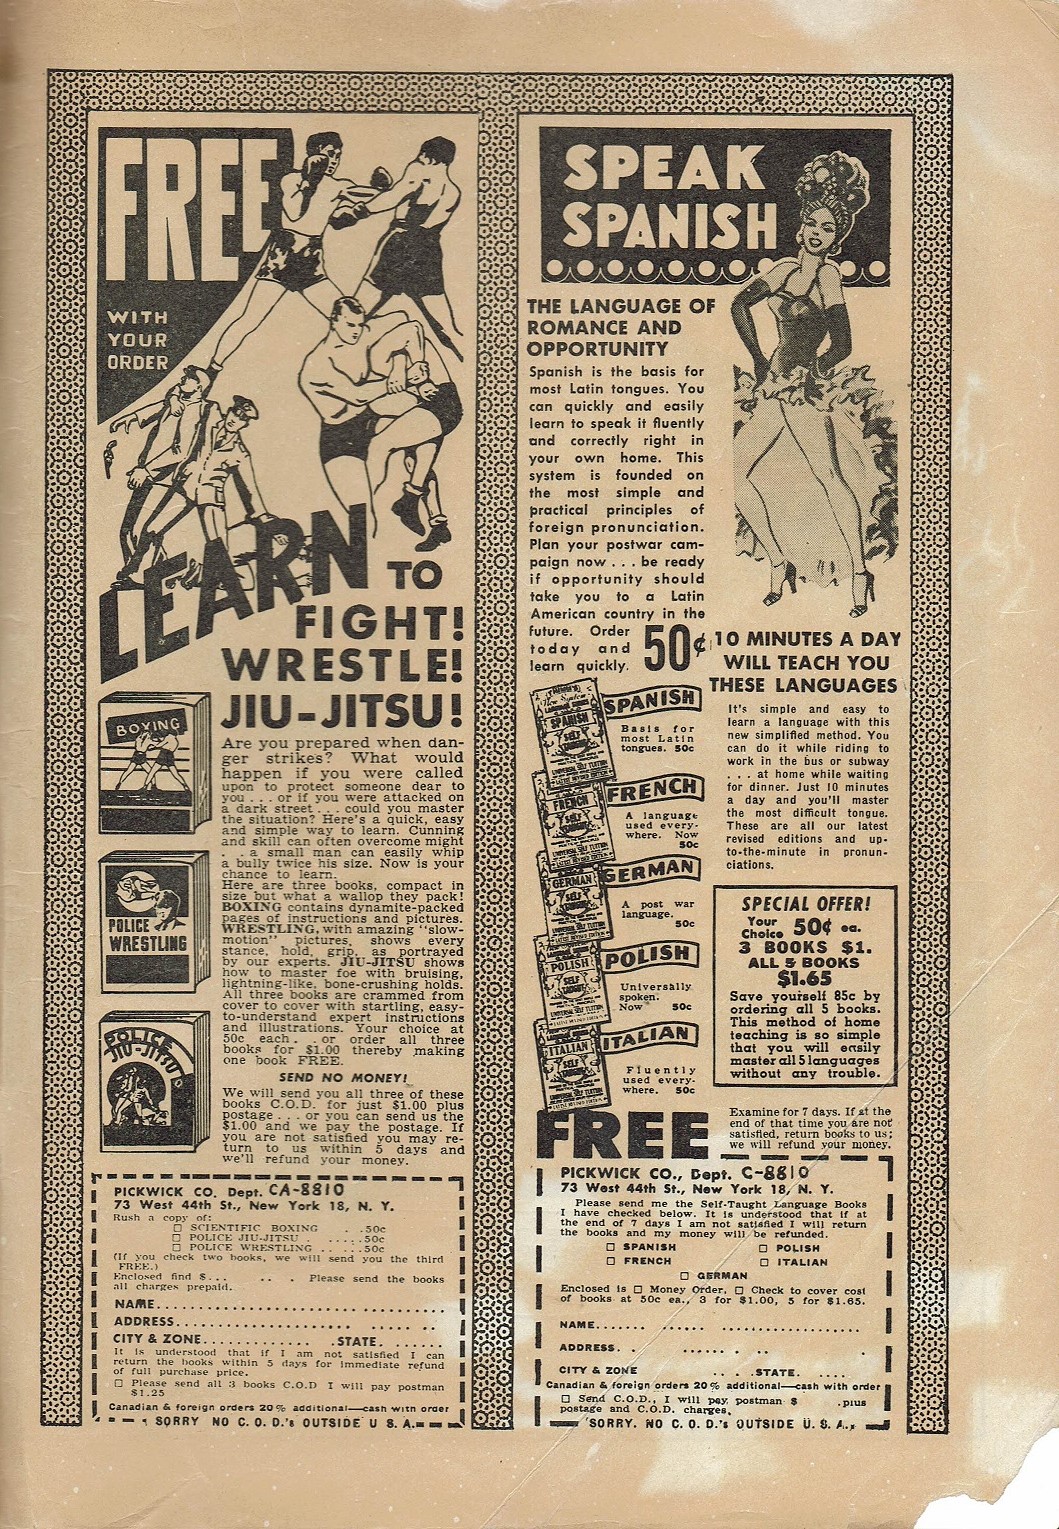 FREE
WITH
YOUR
ORDER
LEARN TO
FIGHT!
WRESTLE!
JIU-JITSU!
BOXING
POLICE
WRESTLING
POLICE
JIU-JITSU
Are you prepared when dan-
ger strikes? What would
happen if you were called
upon to protect someone dear to
you . . . or if you were attacked on
a dark street . . . could you master
the situation? Here's a quick, easy
and simple way to learn. Cunning
and skill can often overcome might
. . a small man can easily whip
a bully twice his size. Now is your
chance to learn.
Here are three books, compact in
size but what a wallop they pack!
BOXING contains dynamite-packed
pages of instructions and pictures.
WRESTLING, with amazing "slow-
motion" pictures, shows every
stance, hold, grip, as portrayed
by our experts. JIU-JITSU shows
how to master foe with bruising,
lightning-like, bone-crushing holds.
All three books are crammed from
cover to cover with startling, easy-
to-understand expert instructions
and illustrations. Your choice at
50c each. . or order all three
books for $1.00 thereby making
one book FREE.
SEND NO MONEY!
We will send you all three of these
books C.O.D. for just $1.00 plus
postage . . . or you can send us the
$1.00 and we pay the postage. If
you are not satisfied you may re-
turn to us within 5 days and
we'll refund your money.
PICKWICK CO. Dept. CA-8810
73 West 44th St., New York 18, N. Y.
Rush a copy of:
☐ SCIENTIFIC BOXING . . .50c
☐ POLICE JIU-JITSU . .....50c
☐ POLICE WRESTLING .. ...50c
(If you check two books, we will send you the third
FREE.)
Enclosed find $... .. . Please send the books
all charges prepaid.
NAME
ADDRESS
CITY & ZONE STATE
It is understood that if I am not satisfied I can
return the books within 5 days for immediate refund
of full purchase price.
☐ Please send all 3 books C.O.D I will pay postman
$1.25
Canadian & foreign orders 20% additional—cash with order
SORRY NO C. O. D.'s OUTSIDE U S A.
SPEAK
SPANISH
THE LANGUAGE OF
ROMANCE AND
OPPORTUNITY
Spanish is the basis for
most Latin tongues. You
can quickly and easily
learn to speak it fluently
and correctly right in
your own home. This
system is founded on
the most simple and
practical principles of
foreign pronunciation.
Plan your postwar cam-
paign now . . . be ready
if opportunity should
take you to a Latin
American country in the
future. Order
today and
learn quickly.
50¢
SPANISH
Basis for
most Latin
tongues. 50c
FRENCH
A language
used every-
where. Now
50c
GERMAN
A post war
language.
50c
POLISH
Universally
spoken.
Now 50c
ITALIAN
Fluently
used every-
where. 50c
SPANISH
SELF
TAUGHT
FRENCH
SELF
TAUGHT
GERMAN
SELF
TAUGHT
POLISH
SELF
TAUGHT
ITALIAN
SELF
TAUGHT
10 MINUTES A DAY
WILL TEACH YOU
THESE LANGUAGES
It's simple and easy to
learn a language with this
new simplified method. You
can do it while riding to
work in the bus or subway
. . . at home while waiting
for dinner. Just 10 minutes
a day and you'll master
the most difficult tongue.
These are all our latest
revised editions and up-
to-the-minute in pronun-
ciations.
SPECIAL OFFER!
Your Choice 50¢ ea.
3 BOOKS $1.
ALL 5 BOOKS
$1.65
Save yourself 85c by
ordering all 5 books.
This method of home
teaching is so simple
that you will easily
master all 5 languages
without any trouble.
FREE
Examine for 7 days. If at the
end of that time you are not
satisfied, return books to us;
we will refund your money.
PICKWICK CO., Dept. C-8810
73 West 44th St., New York 18, N. Y.
Please send me the Self-Taught Language Books
I have checked below. It is understood that if at
the end of 7 days I am not satisfied I will return
the books and my money will be refunded.
☐ SPANISH ☐ POLISH
☐ FRENCH ☐ ITALIAN
☐ GERMAN
Enclosed is ☐ Money Order, ☐ Check to cover cost
of books at 50c ea., 3 for $1.00, 5 for $1.65.
NAME
ADDRESS
CITY & ZONE STATE
Canadian & foreign orders 20% additional—cash with order
☐ Send C.O.D., I will pay postman $ .plus
postage and C.O.D. charges.
SORRY. NO C. O. D.'s OUTSIDE U. S. A.